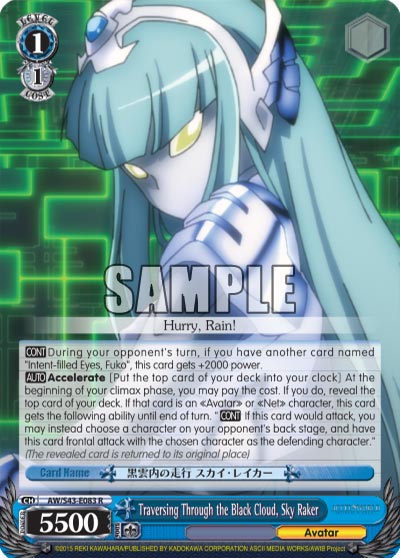 LEVEL
1
1
COST
SAMPLE
Hurry, Rain!
CONT During your opponent's turn, if you have another card named
"Intent-filled Eyes, Fuko", this card gets +2000 power.
AUTO Accelerate [Put the top card of your deck into your clock] At the
beginning of your climax phase, you may pay the cost. If you do, reveal the
top card of your deck. If that card is an «Avatar» or «Net» character, this card
gets the following ability until end of turn. "CONT If this card would attack, you
may instead choose a character on your opponent's back stage, and have
this card frontal attack with the chosen character as the defending character."
(The revealed card is returned to its original place)
Card Name 黒雲内の走行 スカイ・レイカー
CH AW/S43-E083 R
Traversing Through the Black Cloud, Sky Raker
5500
Avatar
©2015 REKI KAWAHARA/PUBLISHED BY KADOKAWA CORPORATION ASCII MEDIA WORKS/AWIB Project